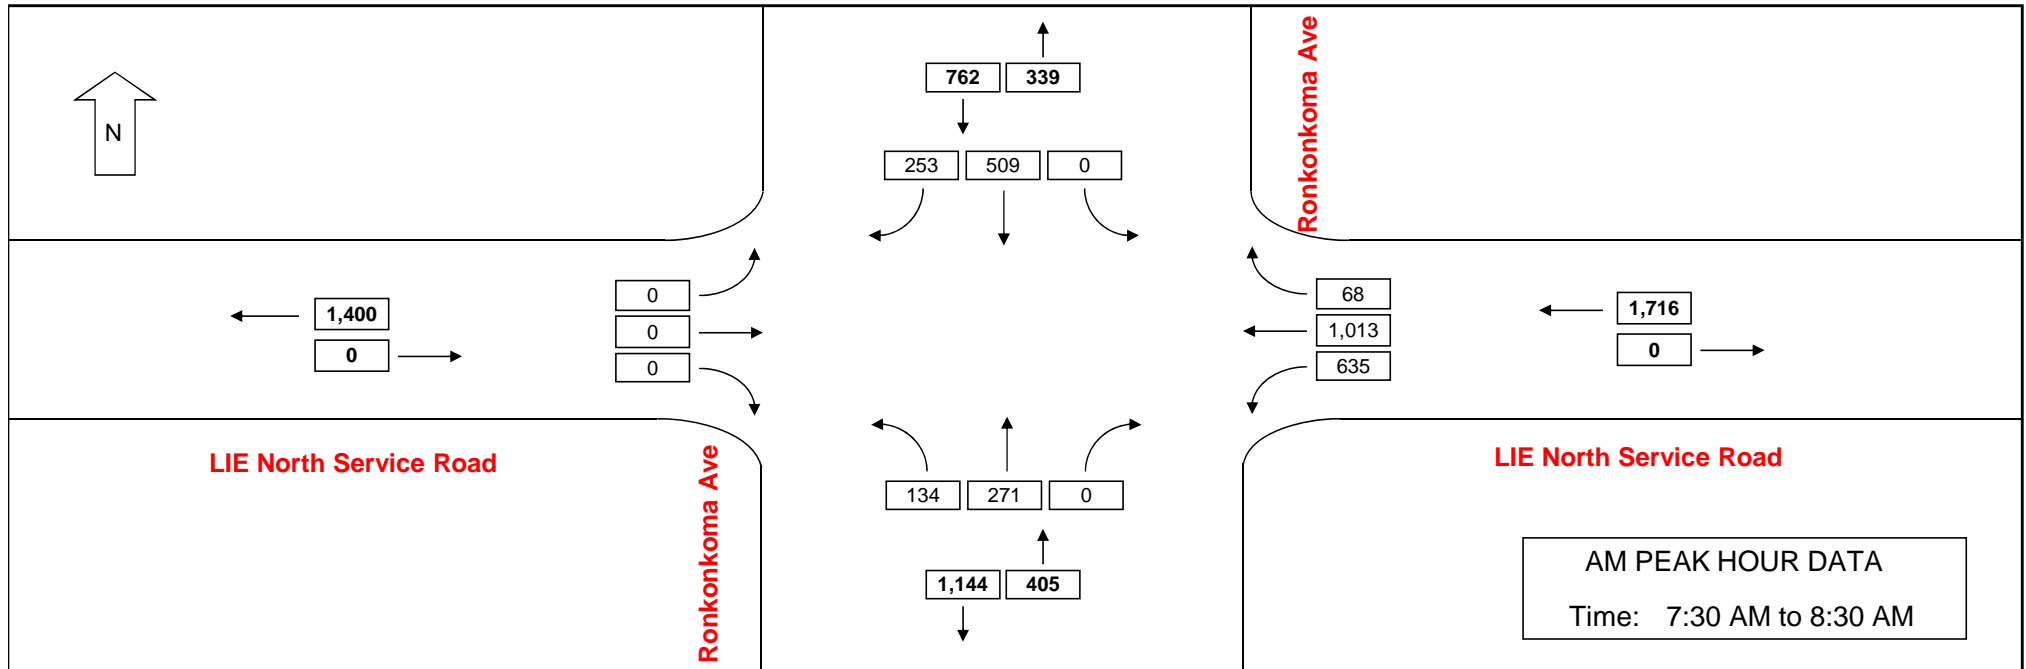 Ronkonkoma Ave
762 339
N
253 509 0
0
0
0
1,400
0
68
1,013
635
1,716
0
LIE North Service Road
LIE North Service Road
Ronkonkoma Ave
134 271 0
1,144 405
AM PEAK HOUR DATA
Time: 7:30 AM to 8:30 AM